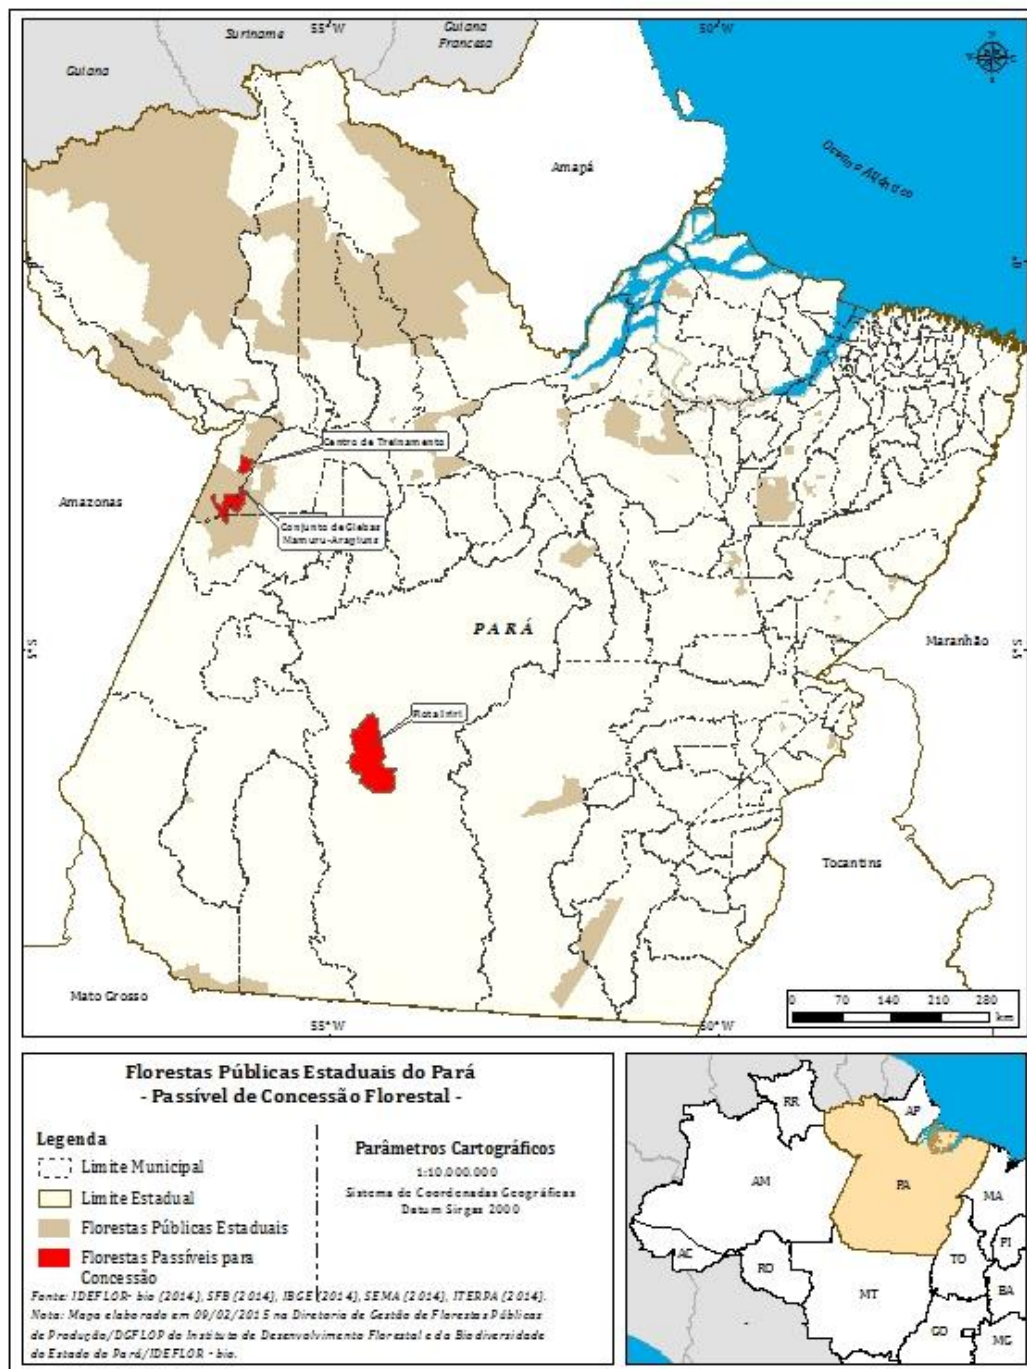 55°W
50°W
Suriname
Guiana
Francesa
Guiana
Oceano Atlântico
Amapá
0°
0°
Centro de Treinamento
Amazonas
Conjunto de Glebas
Mamuru-Arapiuns
PARÁ
Maranhão
5°S
5°S
Flota Iriri
Tocantins
Mato Grosso
0 70 140 210 280
km
55°W
50°W
Florestas Públicas Estaduais do Pará
- Passível de Concessão Florestal -
Legenda
Limite Municipal
Limite Estadual
Florestas Públicas Estaduais
Florestas Passíveis para
Concessão
Parâmetros Cartográficos
1:10.000.000
Sistema de Coordenadas Geográficas
Datum Sirgas 2000
Fonte: IDEFLOR- bio (2014), SFB (2014), IBGE (2014), SEMA (2014), ITERPA (2014).
Nota: Mapa elaborado em 09/02/2015 na Diretoria de Gestão de Florestas Públicas
de Produção/DGFLOP do Instituto de Desenvolvimento Florestal e da Biodiversidade
do Estado do Pará/IDEFLOR - bio.
RR
AP
AM
PA
MA
PI
AC
RO
TO
BA
MT
GO
MG